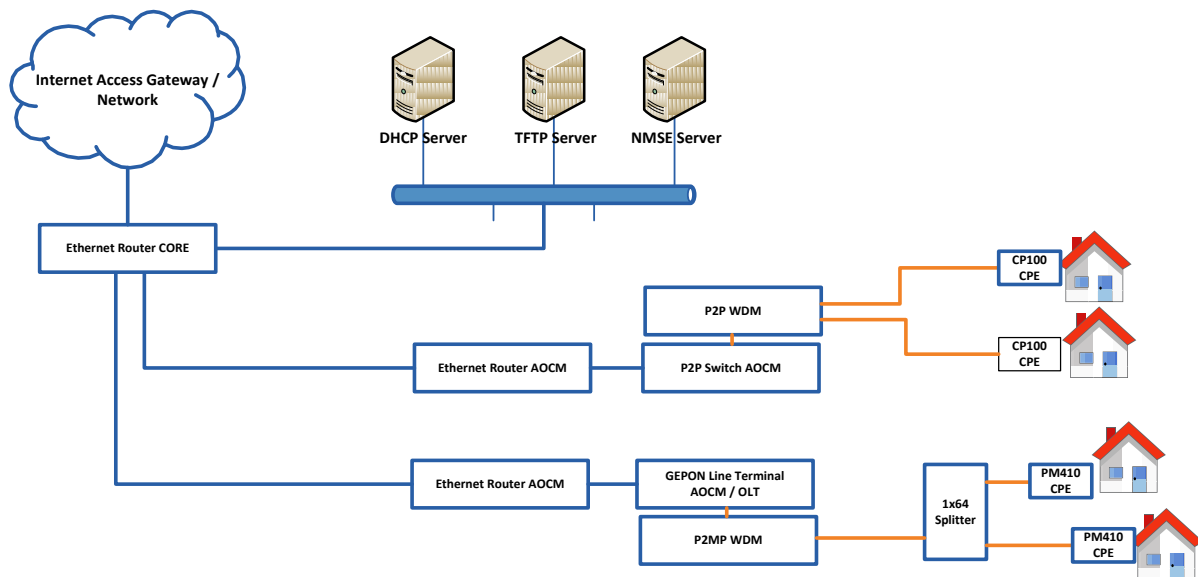 Internet Access Gateway /
Network
DHCP Server
TFTP Server
NMSE Server
Ethernet Router CORE
CP100
CPE
P2P WDM
CP100
CPE
Ethernet Router AOCM
P2P Switch AOCM
Ethernet Router AOCM
GEPON Line Terminal
AOCM / OLT
1x64
Splitter
PM410
CPE
P2MP WDM
PM410
CPE